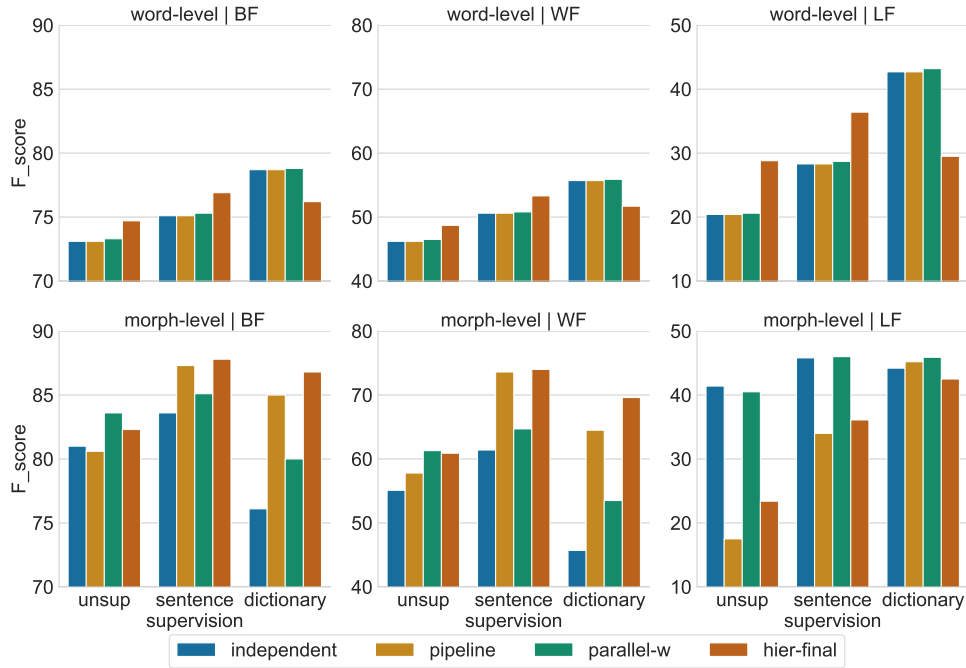 word-level | BF
word-level | WF
word-level | LF
90
85
80
75
70
F_score
80
70
60
50
40
50
40
30
20
10
morph-level | BF
morph-level | WF
morph-level | LF
90
85
80
75
70
F_score
80
70
60
50
40
50
40
30
20
10
unsup sentence dictionary
supervision
unsup sentence dictionary
supervision
unsup sentence dictionary
supervision
independent pipeline parallel-w hier-final